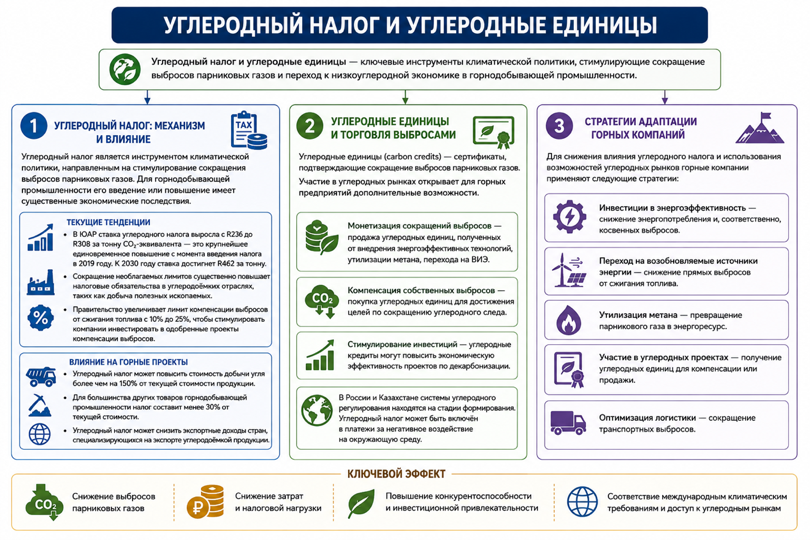 УГЛЕРОДНЫЙ НАЛОГ И УГЛЕРОДНЫЕ ЕДИНИЦЫ
Углеродный налог и углеродные единицы — ключевые инструменты климатической политики, стимулирующие сокращение
выбросов парниковых газов и переход к низкоуглеродной экономике в горнодобывающей промышленности.
1
УГЛЕРОДНЫЙ НАЛОГ: МЕХАНИЗМ
И ВЛИЯНИЕ
TAX
Углеродный налог является инструментом климатической
политики, направленным на стимулирование сокращения
выбросов парниковых газов. Для горнодобывающей
промышленности его введение или повышение имеет
существенные экономические последствия.
ТЕКУЩИЕ ТЕНДЕНЦИИ
• В ЮАР ставка углеродного налога выросла с R236 до
R308 за тонну CO₂-эквивалента — это крупнейшее
единовременное повышение с момента введения налога
в 2019 году. К 2030 году ставка достигнет R462 за тонну.
• Сокращение необлагаемых лимитов существенно повышает
налоговые обязательства в углеродоёмких отраслях,
таких как добыча полезных ископаемых.
%
• Правительство увеличивает лимит компенсации выбросов
от сжигания топлива с 10% до 25%, чтобы стимулировать
компании инвестировать в одобренные проекты
компенсации выбросов.
ВЛИЯНИЕ НА ГОРНЫЕ ПРОЕКТЫ
• Углеродный налог может повысить стоимость добычи угля
более чем на 150% от текущей стоимости продукции.
• Для большинства других товаров горнодобывающей
промышленности налог составит менее 30% от
текущей стоимости.
• Углеродный налог может снизить экспортные доходы стран,
специализирующихся на экспорте углеродоёмкой продукции.
2
УГЛЕРОДНЫЕ ЕДИНИЦЫ
И ТОРГОВЛЯ ВЫБРОСАМИ
Углеродные единицы (carbon credits) — сертификаты,
подтверждающие сокращение выбросов парниковых газов.
Участие в углеродных рынках открывает для горных
предприятий дополнительные возможности.
Монетизация сокращений выбросов —
продажа углеродных единиц, полученных
от внедрения энергоэффективных технологий,
утилизации метана, перехода на ВИЭ.
CO₂
Компенсация собственных выбросов —
покупка углеродных единиц для достижения
целей по сокращению углеродного следа.
Стимулирование инвестиций — углеродные
кредиты могут повысить экономическую
эффективность проектов по декарбонизации.
В России и Казахстане системы углеродного
регулирования находятся на стадии формирования.
Углеродный налог может быть включён
в платежи за негативное воздействие
на окружающую среду.
3
СТРАТЕГИИ АДАПТАЦИИ
ГОРНЫХ КОМПАНИЙ
Для снижения влияния углеродного налога и использования
возможностей углеродных рынков горные компании
применяют следующие стратегии:
Инвестиции в энергоэффективность —
снижение энергопотребления и, соответственно,
косвенных выбросов.
Переход на возобновляемые источники
энергии — снижение прямых выбросов
от сжигания топлива.
Утилизация метана — превращение
парникового газа в энергоресурс.
Участие в углеродных проектах — получение
углеродных единиц для компенсации или
продажи.
Оптимизация логистики — сокращение
транспортных выбросов.
КЛЮЧЕВОЙ ЭФФЕКТ
CO₂
Снижение выбросов
парниковых газов
₽
Снижение затрат
и налоговой нагрузки
Повышение конкурентоспособности
и инвестиционной привлекательности
Соответствие международным климатическим
требованиям и доступ к углеродным рынкам